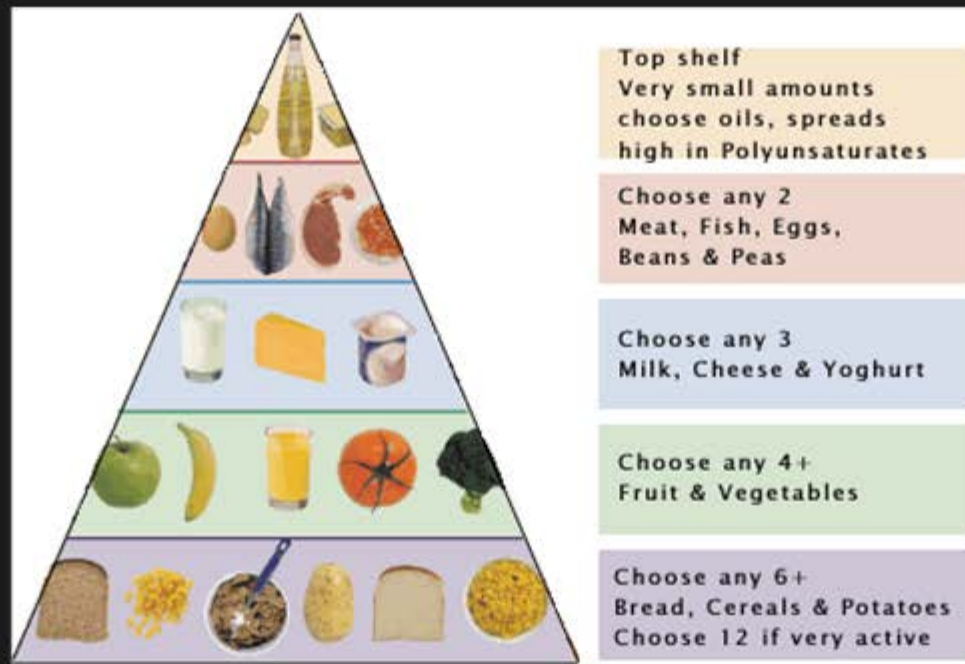 Top shelf
Very small amounts
choose oils, spreads
high in Polyunsaturates
Choose any 2
Meat, Fish, Eggs,
Beans & Peas
Choose any 3
Milk, Cheese & Yoghurt
Choose any 4+
Fruit & Vegetables
Choose any 6+
Bread, Cereals & Potatoes
Choose 12 if very active